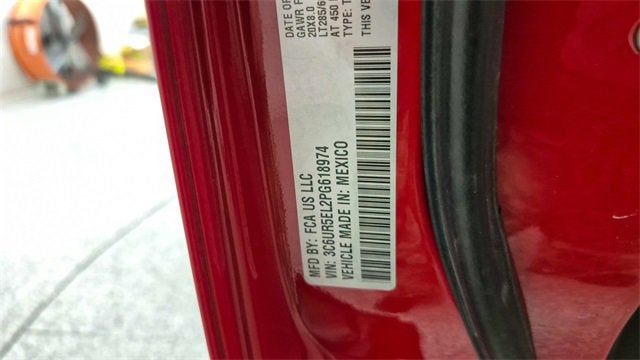 DATE OF
GAWR F
20X8.0
LT285/6
AT 450
TYPE: T
THIS VE
MFD BY: FCA US LLC
VIN: 3C6UR5EL2PG618974
VEHICLE MADE IN: MEXICO